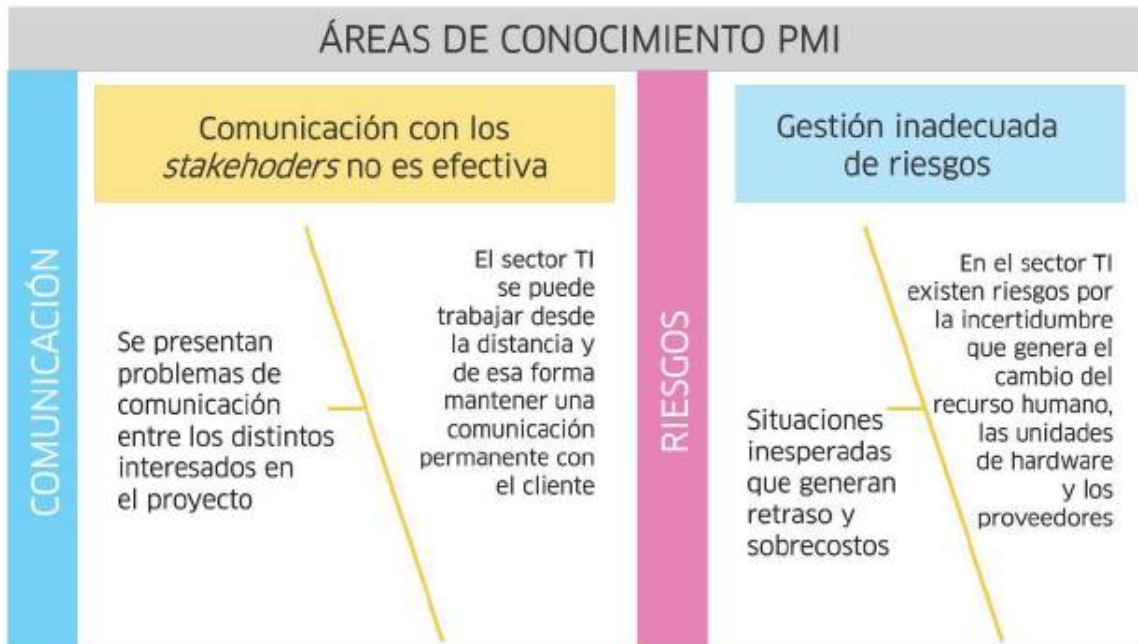 ÁREAS DE CONOCIMIENTO PMI
COMUNICACIÓN
Comunicación con los
stakehoders no es efectiva
Se presentan
problemas de
comunicación
entre los distintos
interesados en
el proyecto
El sector TI
se puede
trabajar desde
la distancia y
de esa forma
mantener una
comunicación
permanente con
el cliente
RIESGOS
Gestión inadecuada
de riesgos
Situaciones
inesperadas
que generan
retraso y
sobrecostos
En el sector TI
existen riesgos por
la incertidumbre
que genera el
cambio del
recurso humano,
las unidades
de hardware
y los
proveedores